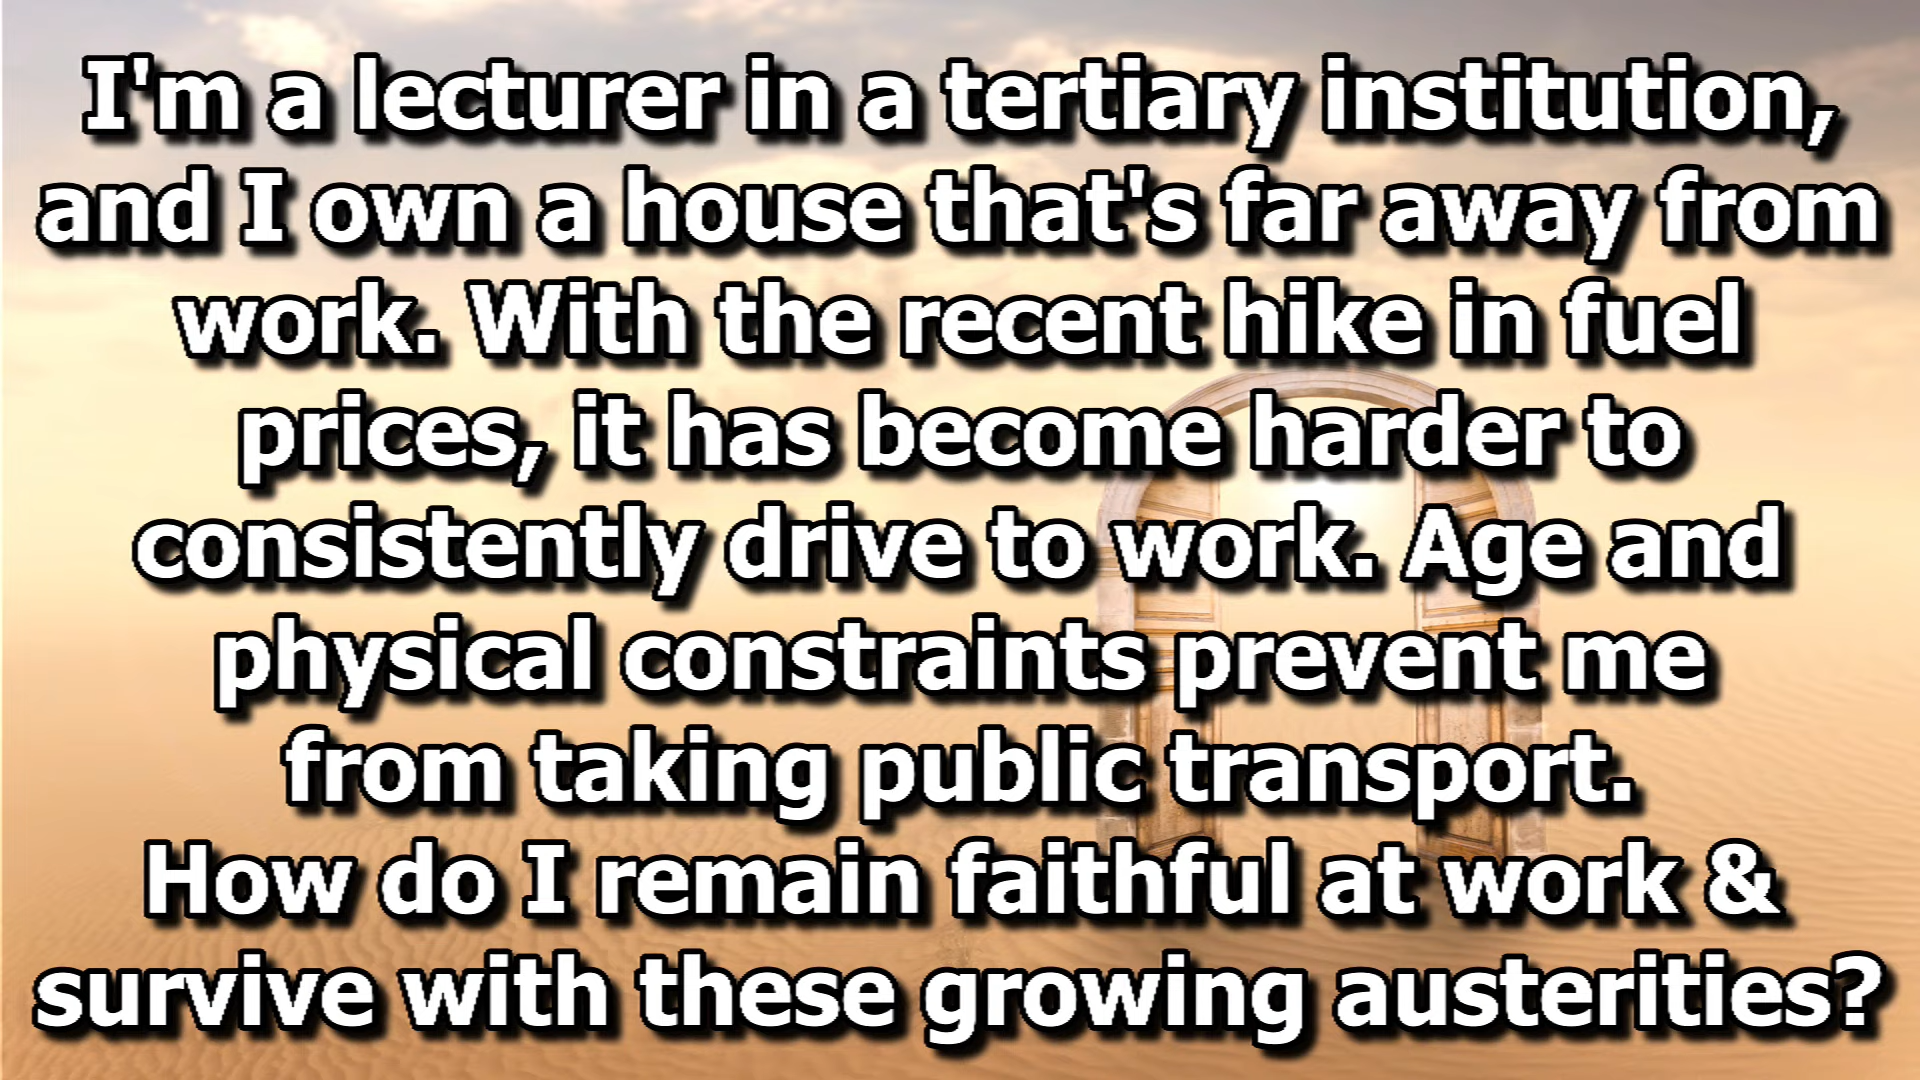 I'm a lecturer in a tertiary institution,
and I own a house that's far away from
work. With the recent hike in fuel
prices, it has become harder to
consistently drive to work. Age and
physical constraints prevent me
from taking public transport.
How do I remain faithful at work &
survive with these growing austerities?